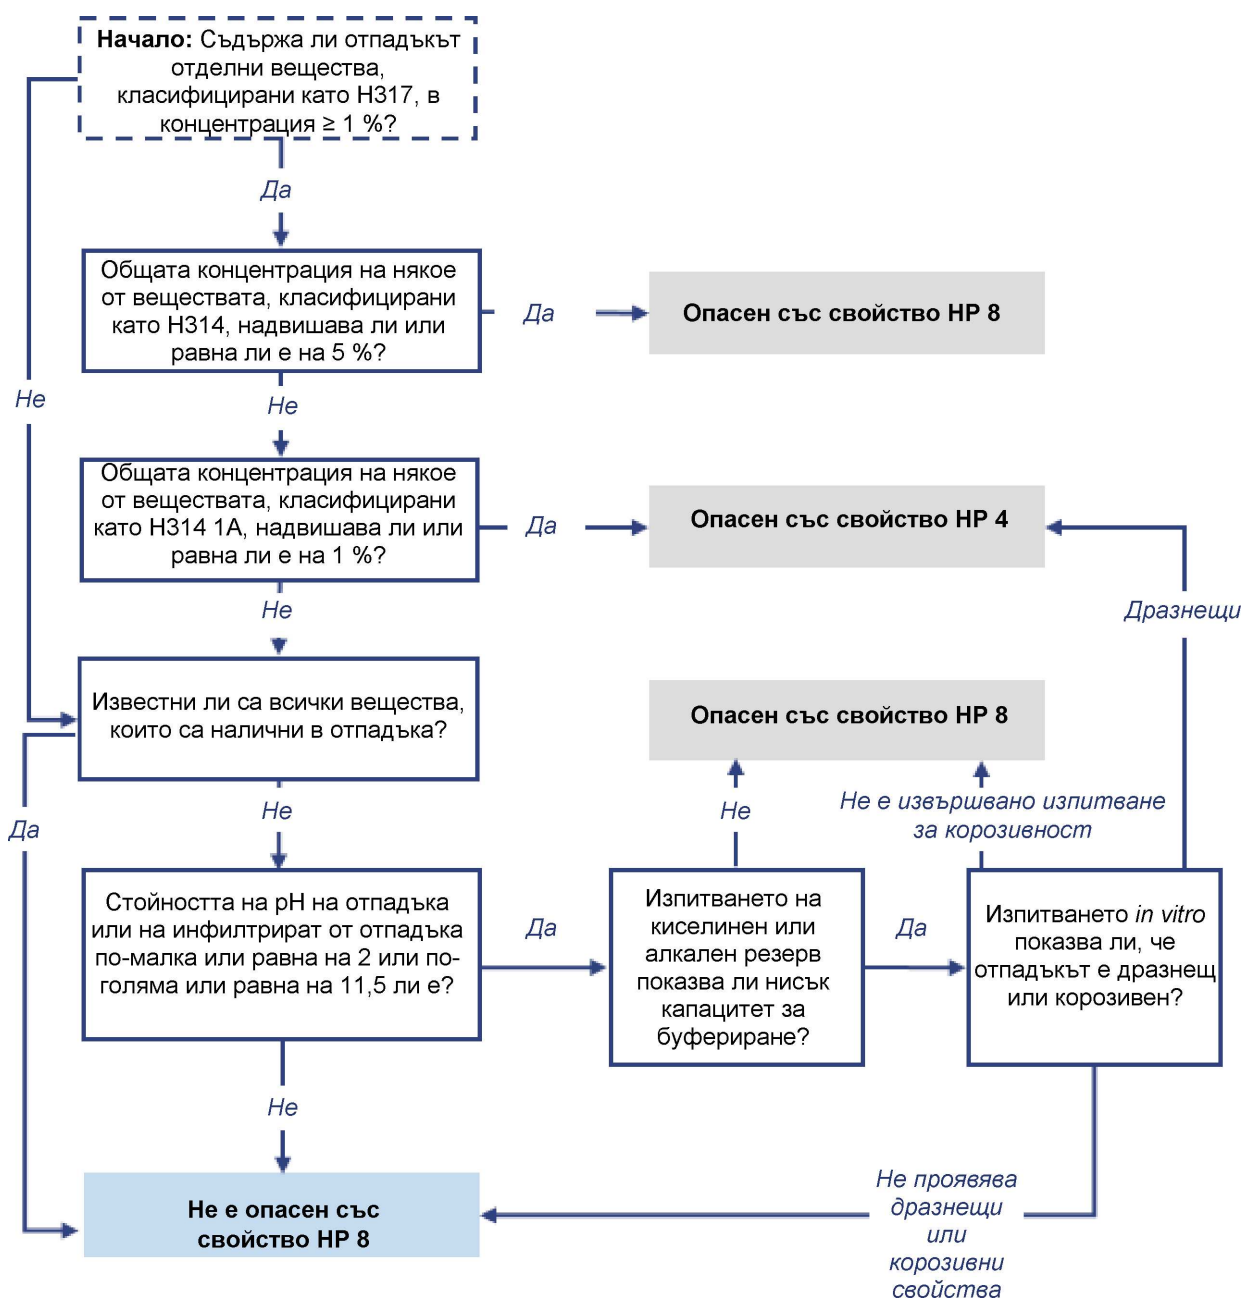 Начало: Съдържа ли отпадъкът
отделни вещества,
класифицирани като H317, в
концентрация ≥ 1 %?
Да
Не
Общата концентрация на някое
от веществата, класифицирани
като H314, надвишава ли или
равна ли е на 5 %?
Да
Опасен със свойство HP 8
Не
Общата концентрация на някое
от веществата, класифицирани
като H314 1A, надвишава ли или
равна ли е на 1 %?
Да
Опасен със свойство HP 4
Не
Дразнещи
Известни ли са всички вещества,
които са налични в отпадъка?
Опасен със свойство HP 8
Да
Не
Не
Не е извършвано изпитване
за корозивност
Стойността на pH на отпадъка
или на инфилтрират от отпадъка
по-малка или равна на 2 или по-
голяма или равна на 11,5 ли е?
Да
Изпитването на
киселинен или
алкален резерв
показва ли нисък
капацитет за
буфериране?
Да
Изпитването in vitro
показва ли, че
отпадъкът е дразнещ
или корозивен?
Не
Не проявява
дразнещи
или
корозивни
свойства
Не е опасен със
свойство HP 8